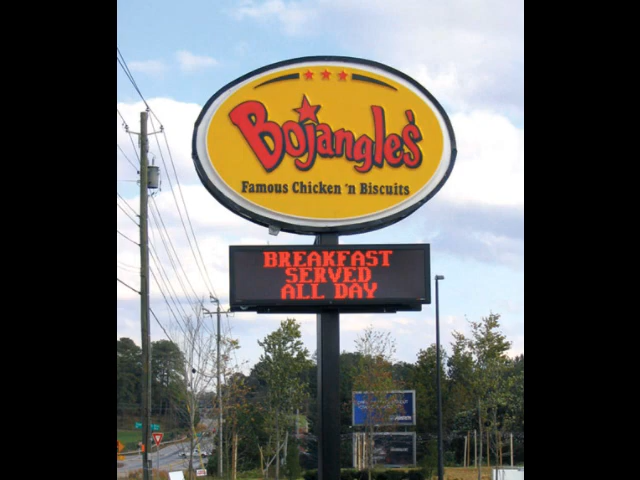 Bojangles'
Famous Chicken 'n Biscuits
BREAKFAST
SERVED
ALL DAY